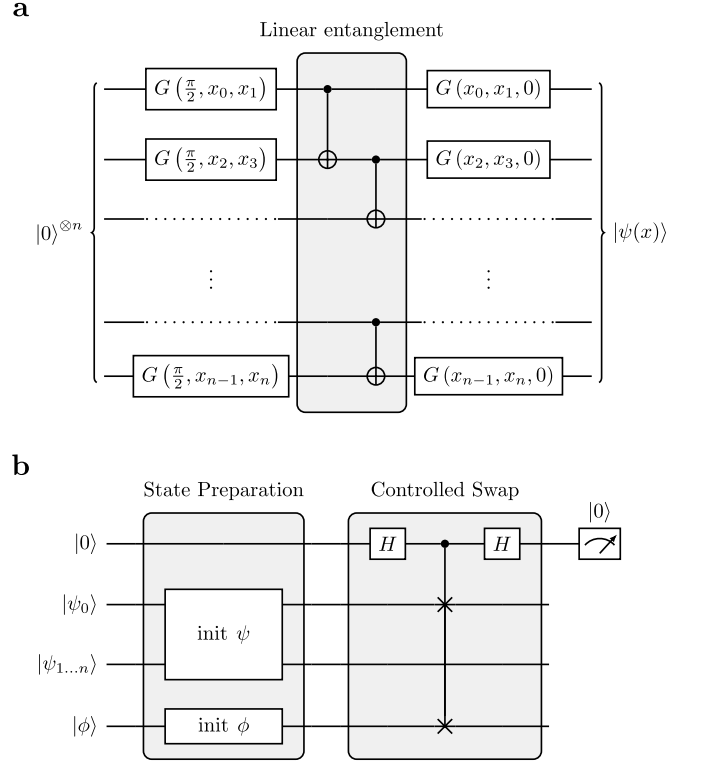 a
Linear entanglement
G(π/2, x₀, x₁) G(x₀, x₁, 0)
G(π/2, x₂, x₃) G(x₂, x₃, 0)
|0⟩^⊗n |ψ(x)⟩
⋮ ⋮
G(π/2, xₙ₋₁, xₙ) G(xₙ₋₁, xₙ, 0)
b
State Preparation Controlled Swap
|0⟩
|0⟩ H H
|ψ₀⟩
init ψ
|ψ₁…ₙ⟩
|ϕ⟩ init ϕ